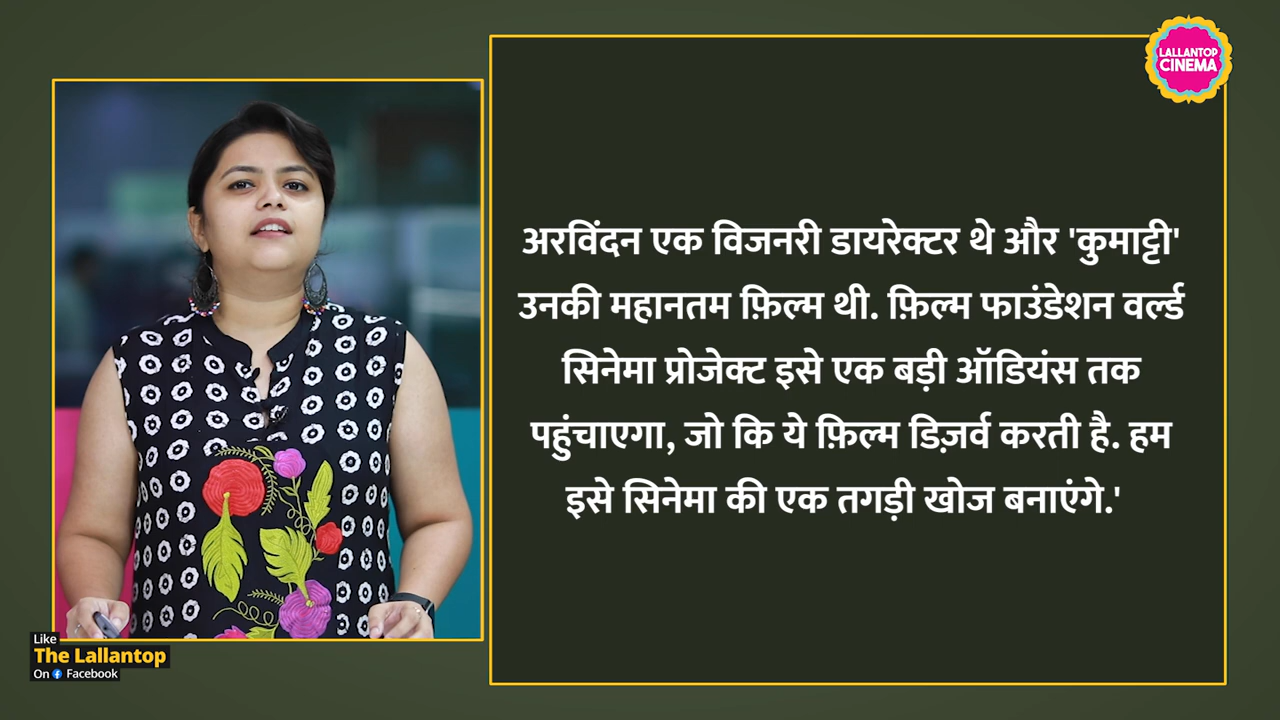 LALLANTOP
CINEMA
अरविंदन एक विजनरी डायरेक्टर थे और 'कुमाट्टी'
उनकी महानतम फ़िल्म थी. फ़िल्म फाउंडेशन वर्ल्ड
सिनेमा प्रोजेक्ट इसे एक बड़ी ऑडियंस तक
पहुंचाएगा, जो कि ये फ़िल्म डिज़र्व करती है. हम
इसे सिनेमा की एक तगड़ी खोज बनाएंगे.'
Like
The Lallantop
On Facebook